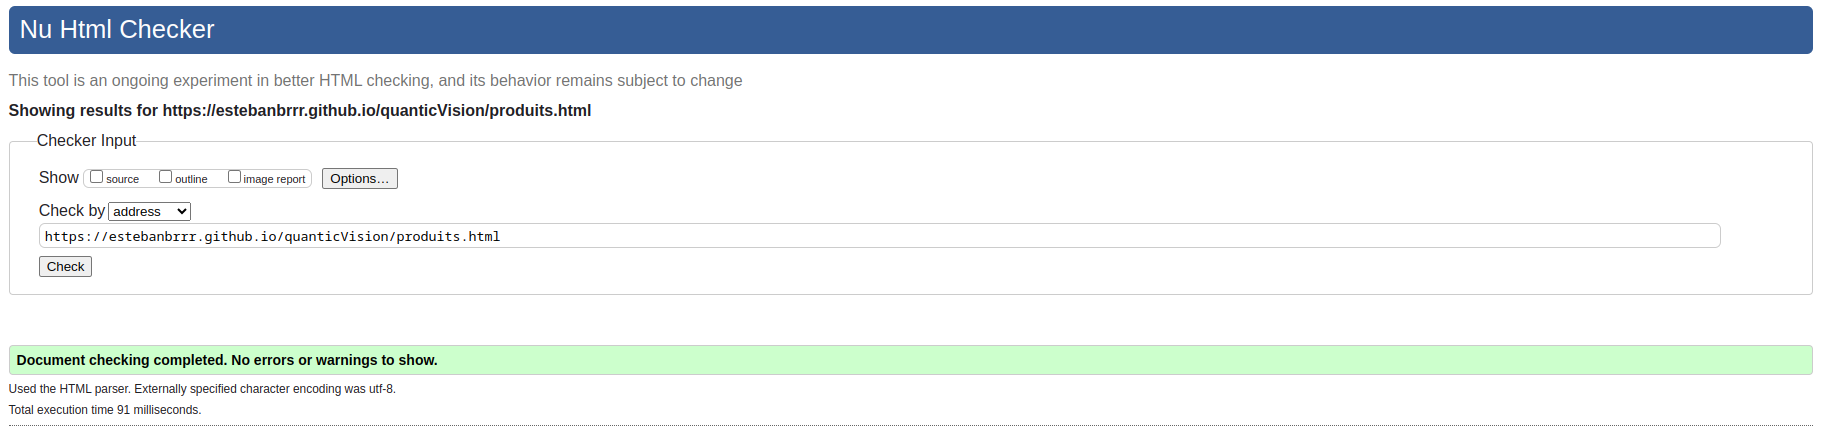 Nu Html Checker
This tool is an ongoing experiment in better HTML checking, and its behavior remains subject to change
Showing results for https://estebanbrrr.github.io/quanticVision/produits.html
Checker Input
Show source outline image report Options…
Check by address
https://estebanbrrr.github.io/quanticVision/produits.html
Check
Document checking completed. No errors or warnings to show.
Used the HTML parser. Externally specified character encoding was utf-8.
Total execution time 91 milliseconds.